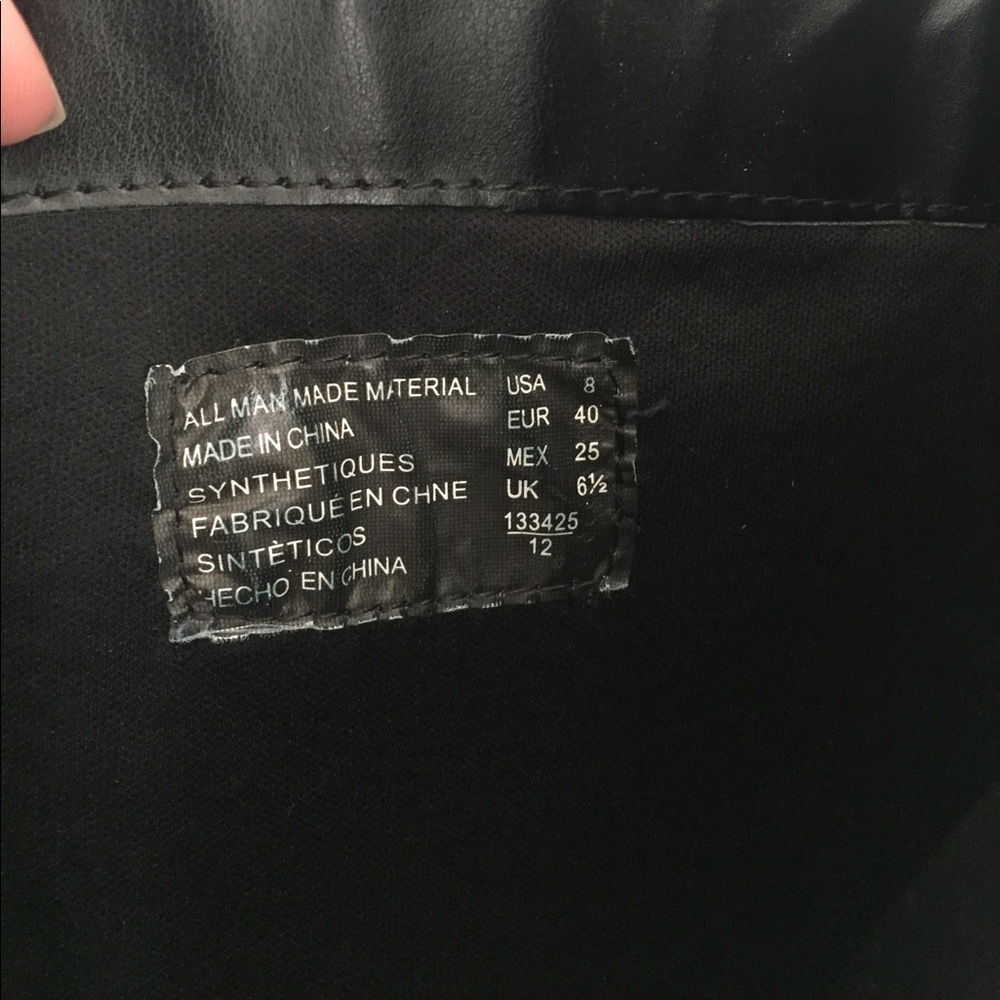 ALL MAN MADE MATERIAL
MADE IN CHINA
SYNTHETIQUES
FABRIQUÉ EN CHNE
SINTÈTICOS
HECHO EN CHINA
USA 8
EUR 40
MEX 25
UK 6½
133425
12